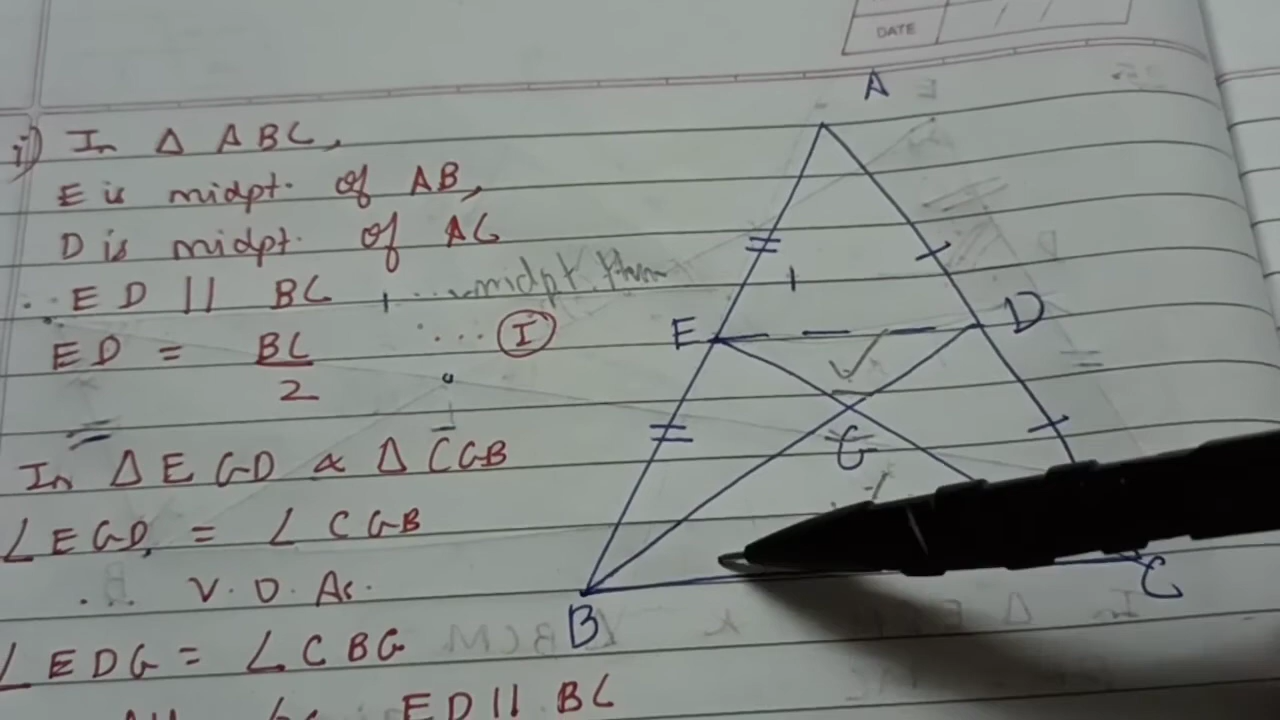 DATE
i) In Δ ABC,
E is midpt. of AB,
D is midpt. of AC
∴ ED || BC , ... midpt. thm
ED = BC/2 ... I
In Δ EGD & Δ CGB
∠EGD = ∠CGB
... V.O.As.
∠EDG = ∠CBG
ED || BC
A
E
D
G
B
C